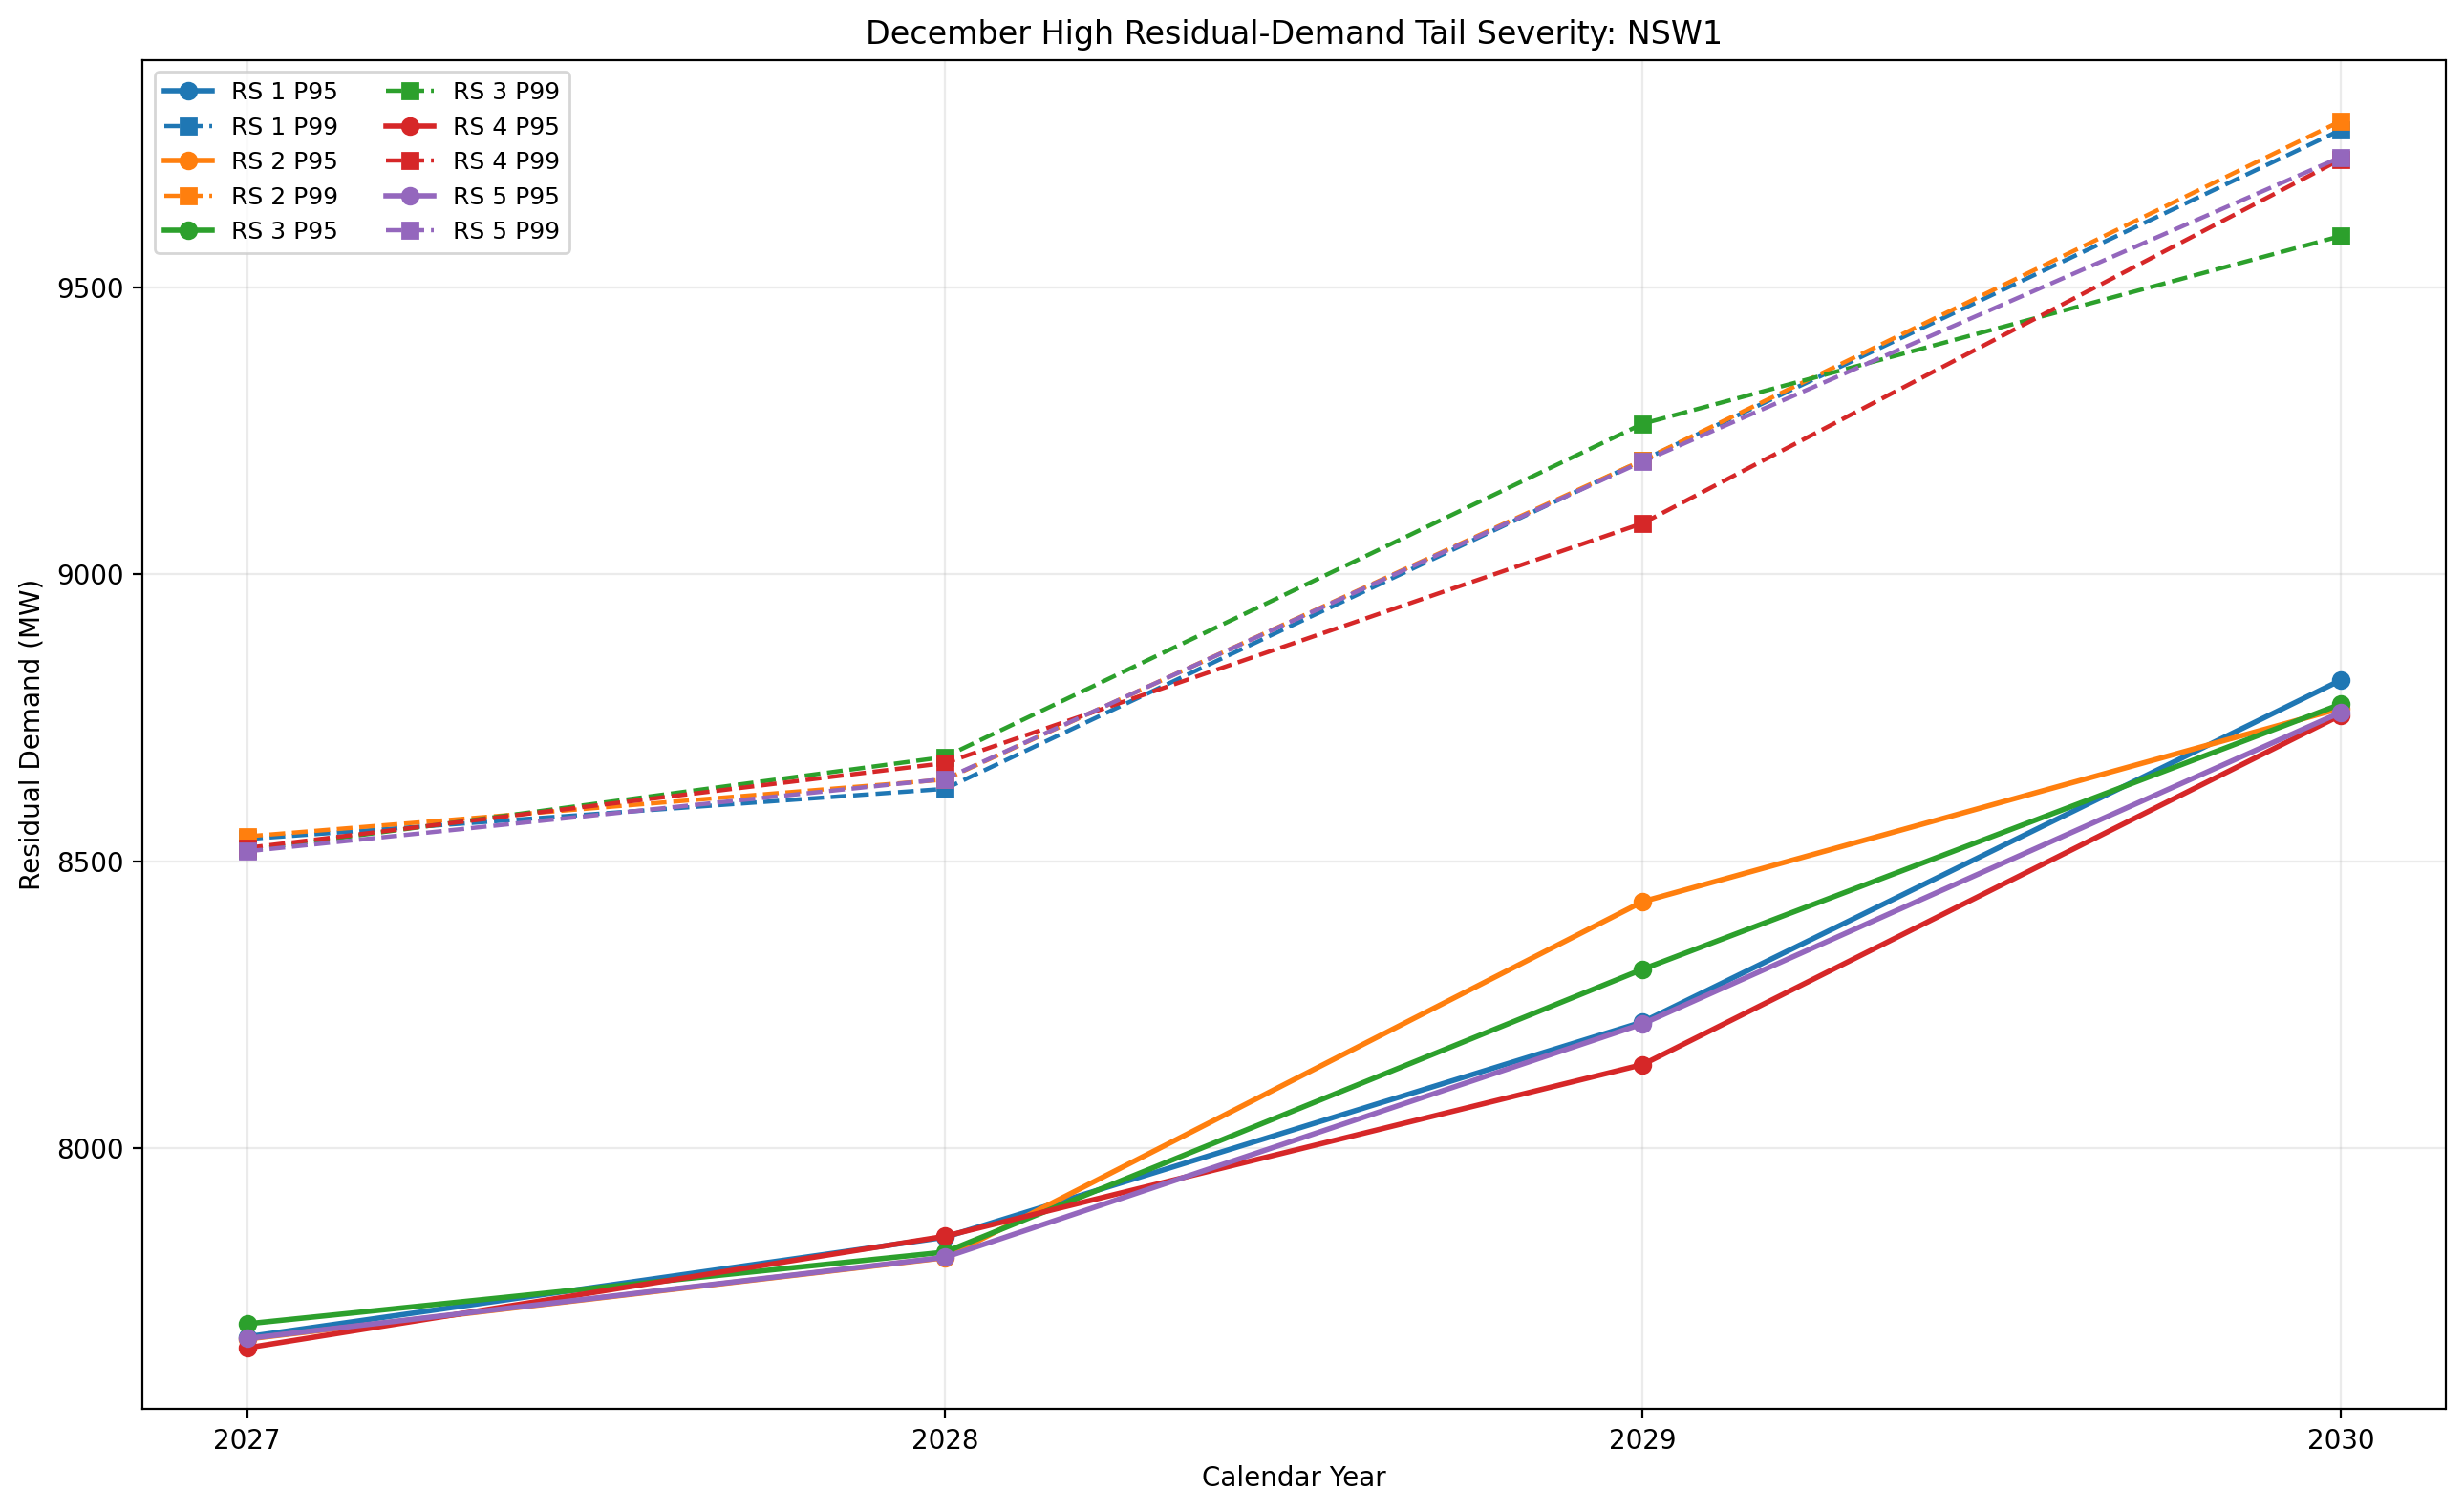 December High Residual-Demand Tail Severity: NSW1
RS 1 P95
RS 1 P99
RS 2 P95
RS 2 P99
RS 3 P95
RS 3 P99
RS 4 P95
RS 4 P99
RS 5 P95
RS 5 P99
Residual Demand (MW)
9500
9000
8500
8000
2027 2028 2029 2030
Calendar Year